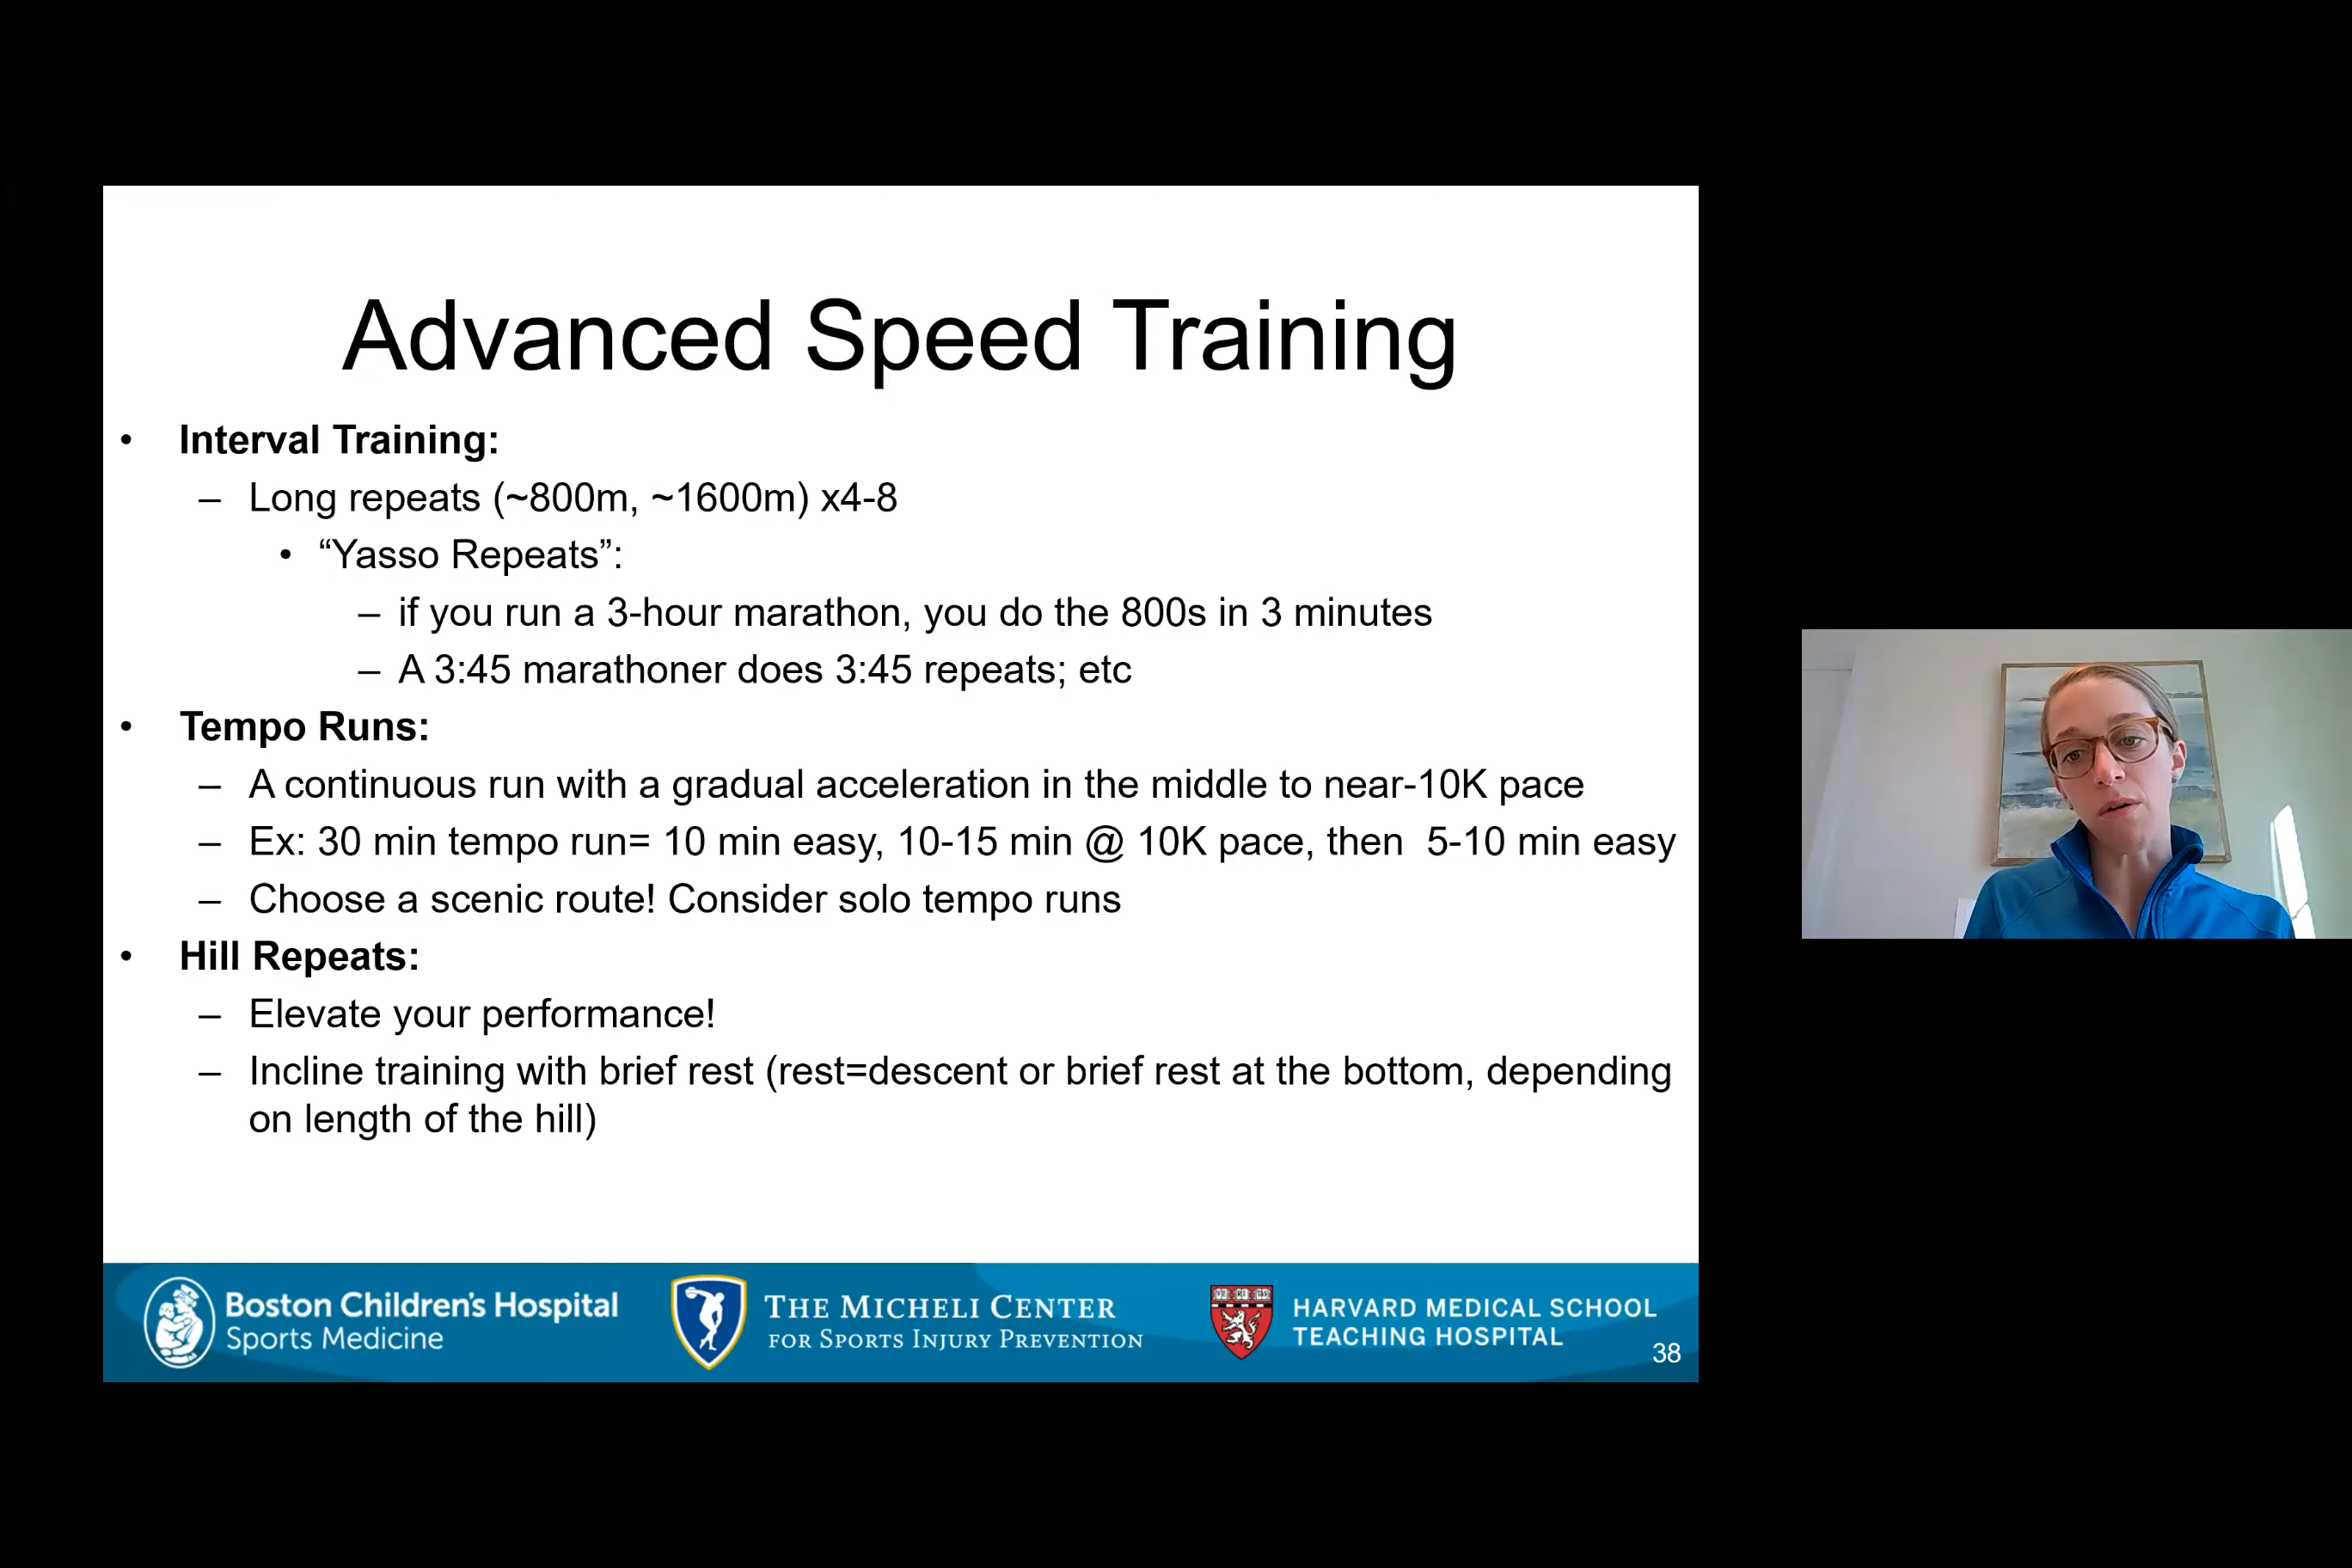 Advanced Speed Training
• Interval Training:
– Long repeats (~800m, ~1600m) x4-8
• “Yasso Repeats”:
– if you run a 3-hour marathon, you do the 800s in 3 minutes
– A 3:45 marathoner does 3:45 repeats; etc
• Tempo Runs:
– A continuous run with a gradual acceleration in the middle to near-10K pace
– Ex: 30 min tempo run= 10 min easy, 10-15 min @ 10K pace, then 5-10 min easy
– Choose a scenic route! Consider solo tempo runs
• Hill Repeats:
– Elevate your performance!
– Incline training with brief rest (rest=descent or brief rest at the bottom, depending
on length of the hill)
Boston Children's Hospital
Sports Medicine
THE MICHELI CENTER
FOR SPORTS INJURY PREVENTION
HARVARD MEDICAL SCHOOL
TEACHING HOSPITAL
38